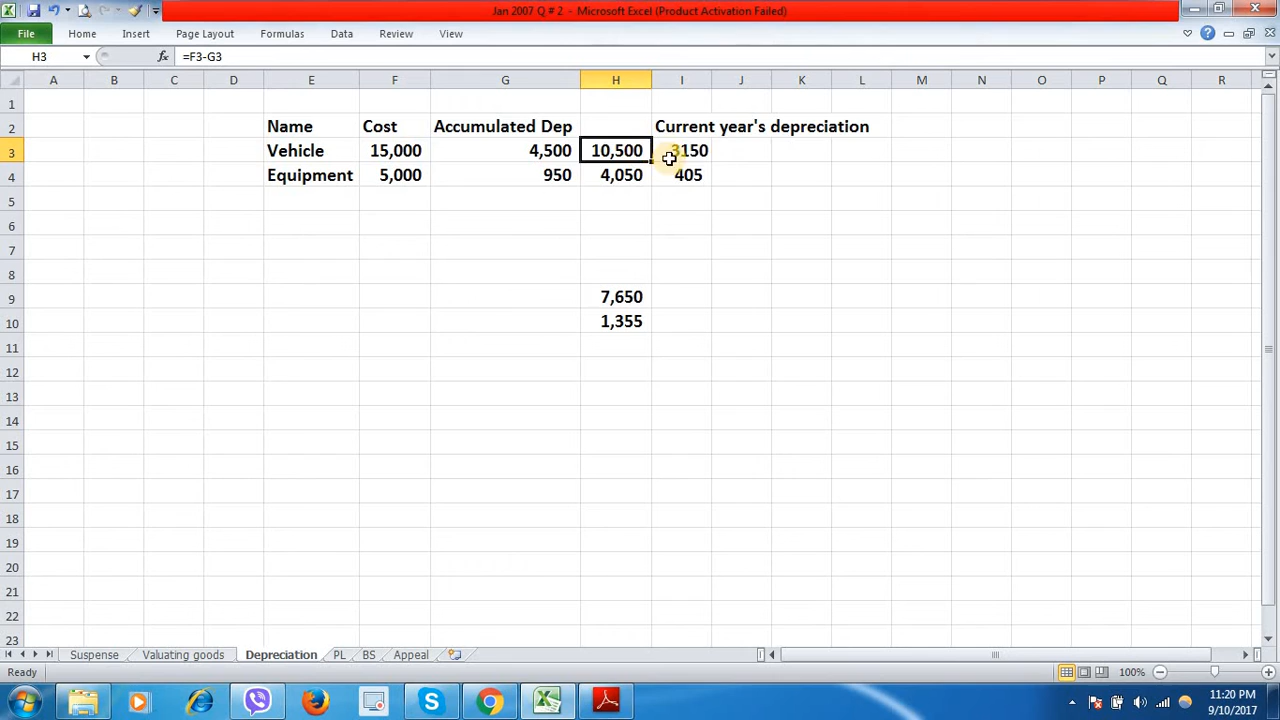 Jan 2007 Q # 2 - Microsoft Excel (Product Activation Failed)
File Home Insert Page Layout Formulas Data Review View
H3 fx =F3-G3
A B C D E F G H I J K L M N O P Q R
1
2 Name Cost Accumulated Dep Current year's depreciation
3 Vehicle 15,000 4,500 10,500 3150
4 Equipment 5,000 950 4,050 405
5
6
7
8
9 7,650
10 1,355
11
12
13
14
15
16
17
18
19
20
21
22
23
Suspense Valuating goods Depreciation PL BS Appeal
Ready 100%
11:20 PM
9/10/2017